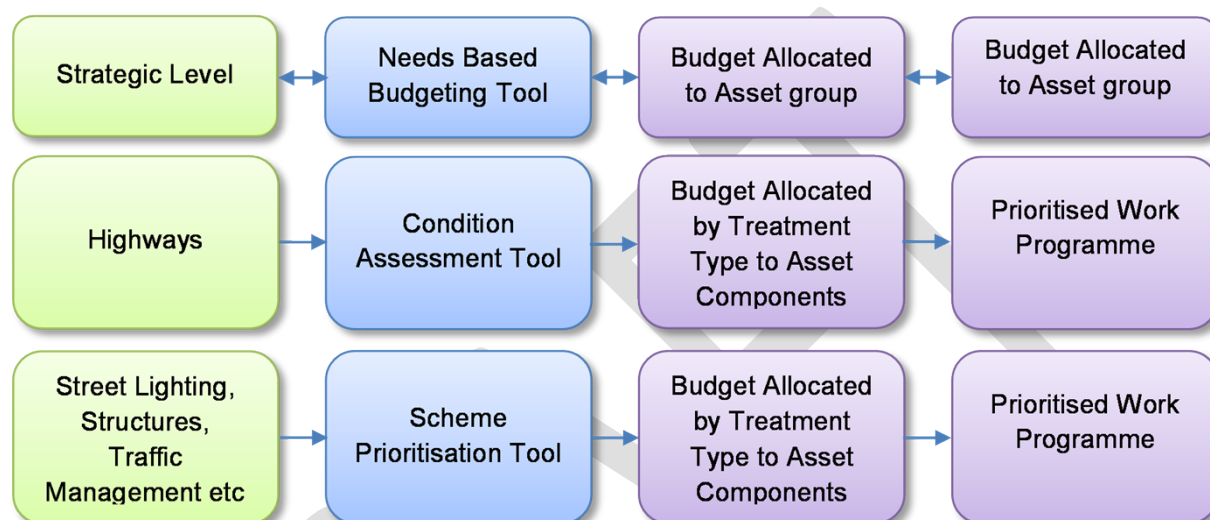 Strategic Level
Needs Based
Budgeting Tool
Budget Allocated
to Asset group
Budget Allocated
to Asset group
Highways
Condition
Assessment Tool
Budget Allocated
by Treatment
Type to Asset
Components
Prioritised Work
Programme
Street Lighting,
Structures,
Traffic
Management etc
Scheme
Prioritisation Tool
Budget Allocated
by Treatment
Type to Asset
Components
Prioritised Work
Programme